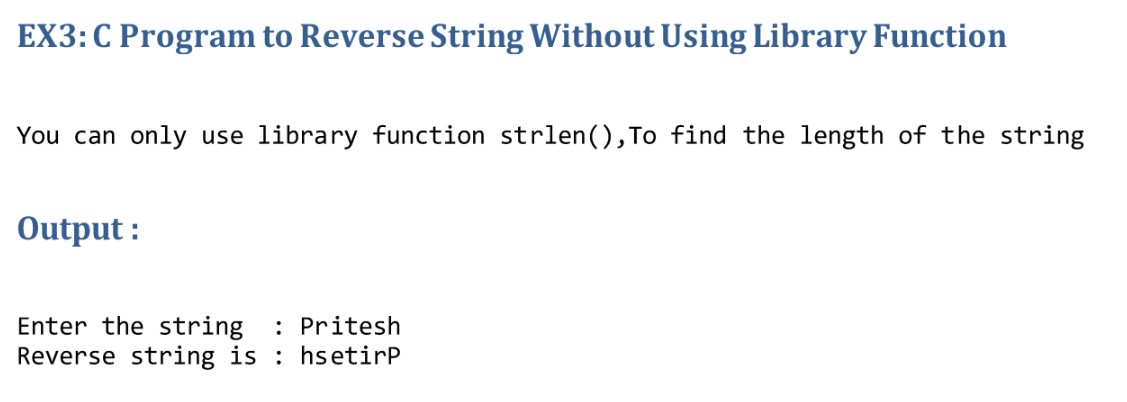 EX3: C Program to Reverse String Without Using Library Function
You can only use library function strlen(),To find the length of the string
Output :
Enter the string  : Pritesh
Reverse string is : hsetirP